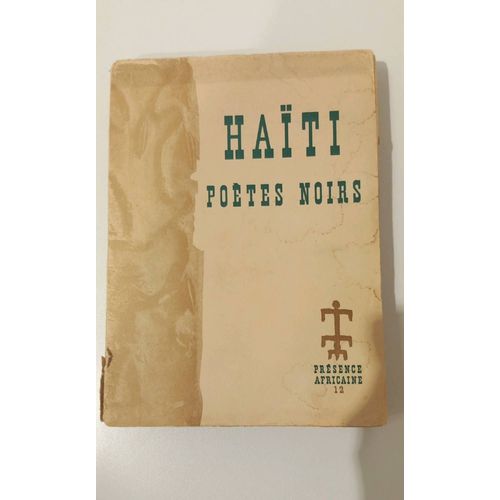 HAÏTI
POÈTES NOIRS
PRÉSENCE
AFRICAINE
12